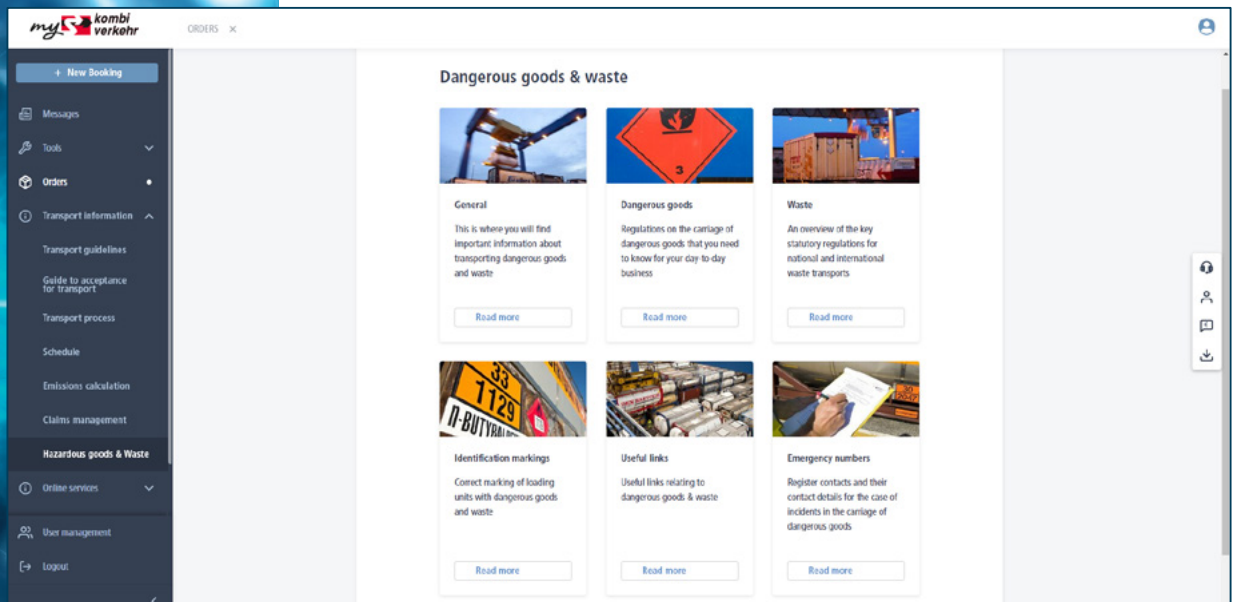 my kombi
verkehr
ORDERS ×
+ New Booking
Messages
Tools
Orders
Transport information
Transport guidelines
Guide to acceptance
for transport
Transport process
Schedule
Emissions calculation
Claims management
Hazardous goods & Waste
Online services
User management
Logout
Dangerous goods & waste
General
This is where you will find
important information about
transporting dangerous goods
and waste
Read more
3
Dangerous goods
Regulations on the carriage of
dangerous goods that you need
to know for your day-to-day
business
Read more
Waste
An overview of the key
statutory regulations for
national and international
waste transports
Read more
33
1129
n-BUTYRALDE
Identification markings
Correct marking of loading
units with dangerous goods
and waste
Read more
Useful links
Useful links relating to
dangerous goods & waste
Read more
30
2047
Emergency numbers
Register contacts and their
contact details for the case of
incidents in the carriage of
dangerous goods
Read more